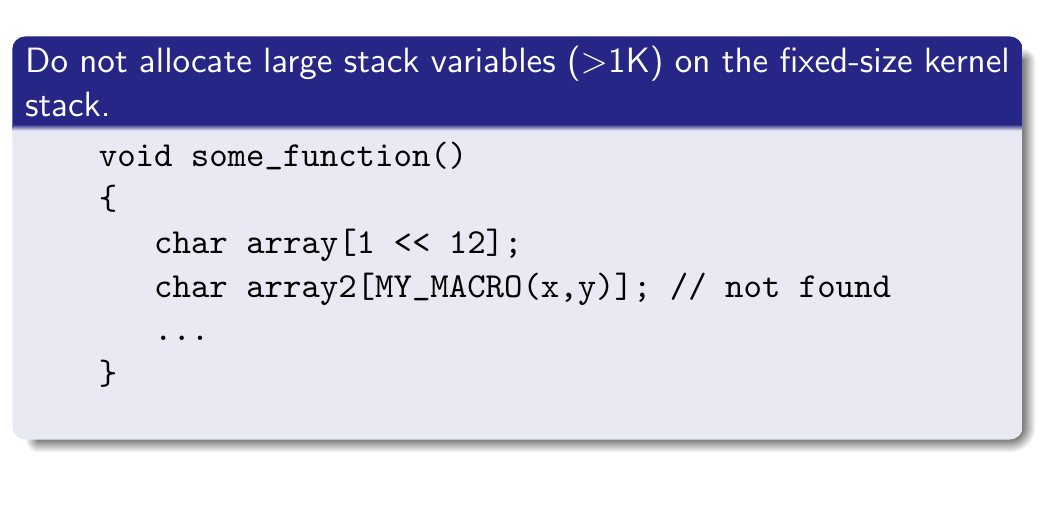 Do not allocate large stack variables (>1K) on the fixed-size kernel
stack.
void some_function()
{
char array[1 << 12];
char array2[MY_MACRO(x,y)]; // not found
...
}